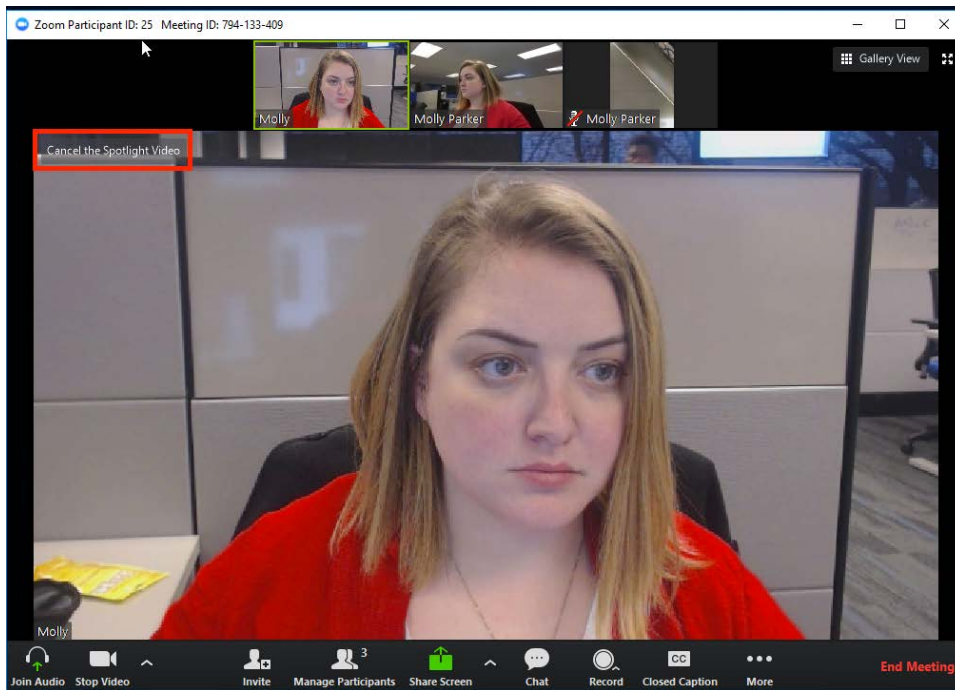 Zoom Participant ID: 25 Meeting ID: 794-133-409
Gallery View
Molly
Molly Parker
Molly Parker
Cancel the Spotlight Video
Molly
3
Join Audio
Stop Video
Invite
Manage Participants
Share Screen
Chat
Record
CC
Closed Caption
More
End Meeting